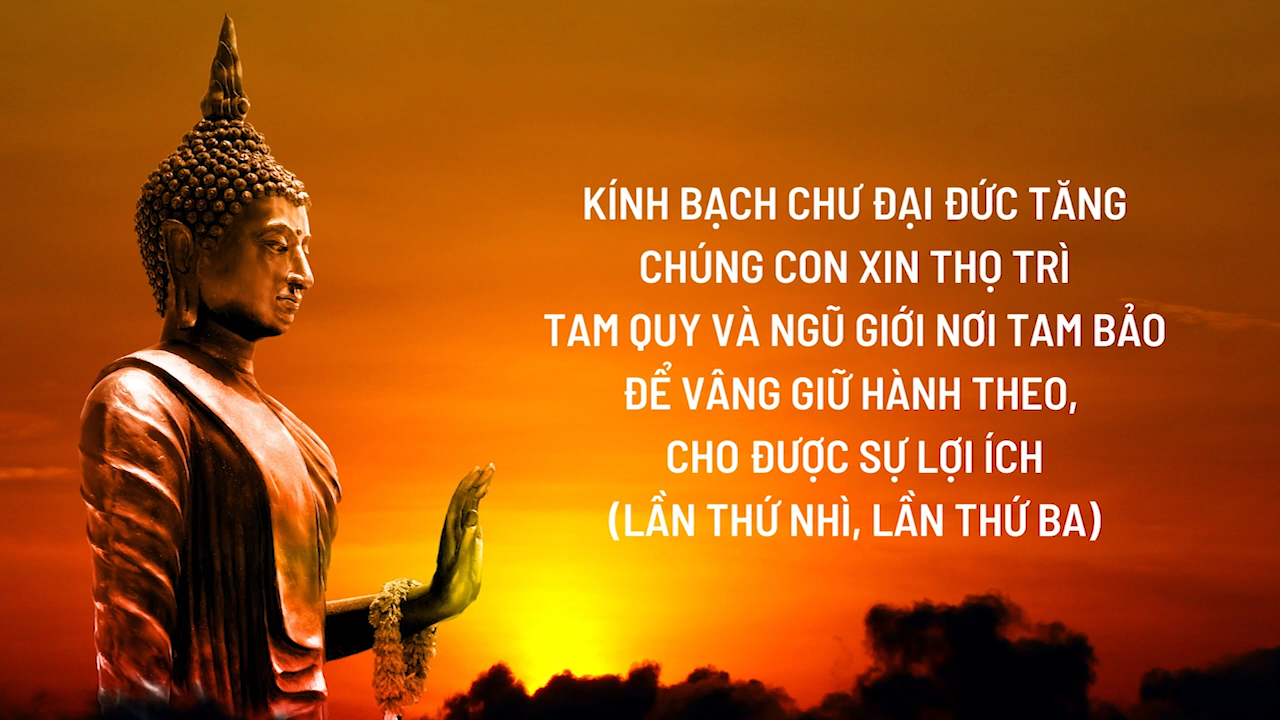 KÍNH BẠCH CHƯ ĐẠI ĐỨC TĂNG
CHÚNG CON XIN THỌ TRÌ
TAM QUY VÀ NGŨ GIỚI NƠI TAM BẢO
ĐỂ VÂNG GIỮ HÀNH THEO,
CHO ĐƯỢC SỰ LỢI ÍCH
(LẦN THỨ NHÌ, LẦN THỨ BA)